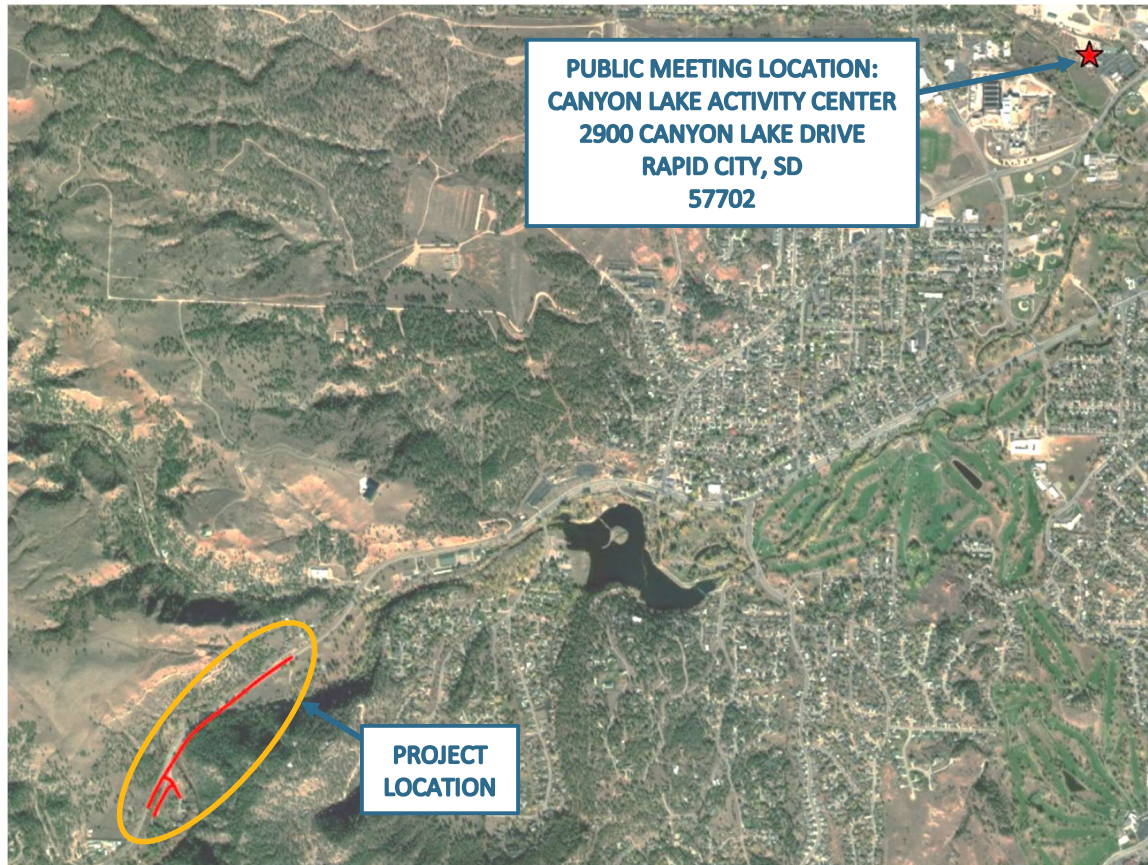 PUBLIC MEETING LOCATION:
CANYON LAKE ACTIVITY CENTER
2900 CANYON LAKE DRIVE
RAPID CITY, SD
57702
PROJECT
LOCATION